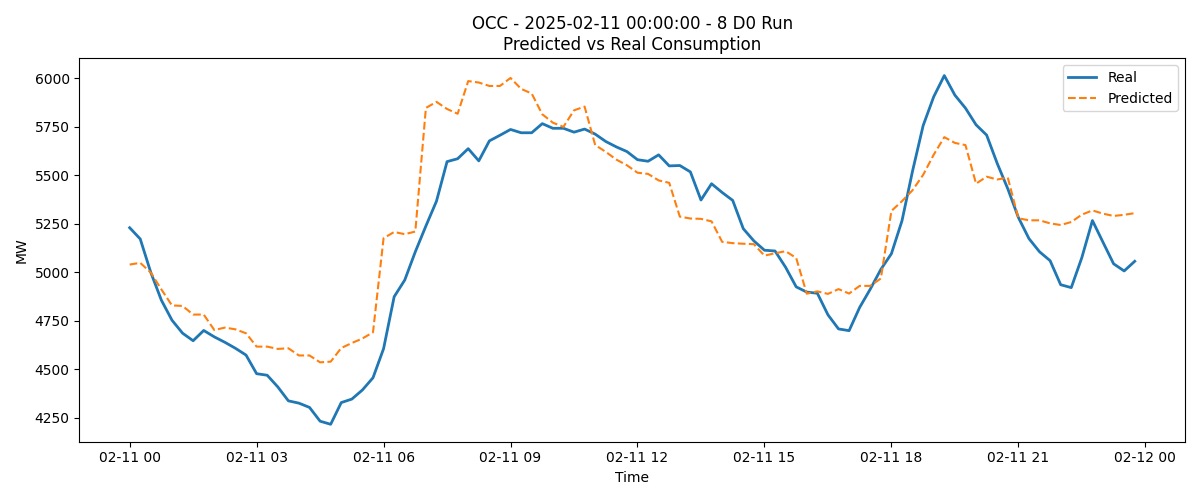 OCC - 2025-02-11 00:00:00 - 8 D0 Run
Predicted vs Real Consumption
Real
Predicted
MW
6000
5750
5500
5250
5000
4750
4500
4250
02-11 00
02-11 03
02-11 06
02-11 09
02-11 12
02-11 15
02-11 18
02-11 21
02-12 00
Time